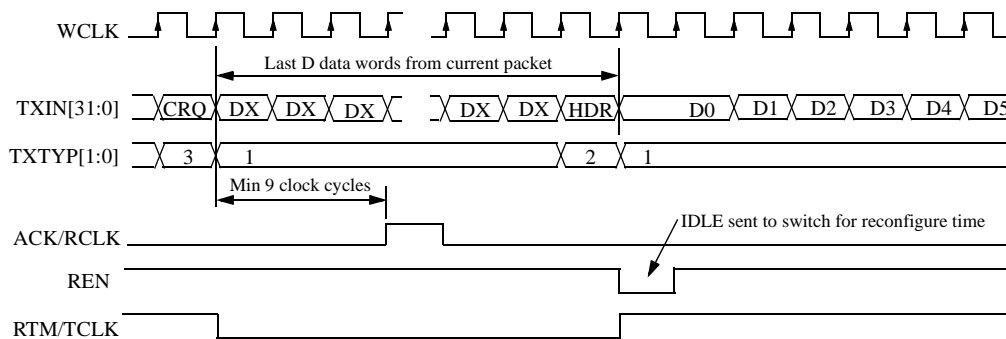 WCLK
Last D data words from current packet
TXIN[31:0] CRQ DX DX DX DX DX HDR D0 D1 D2 D3 D4 D5
TXTYP[1:0] 3 1 2 1
Min 9 clock cycles
IDLE sent to switch for reconfigure time
ACK/RCLK
REN
RTM/TCLK